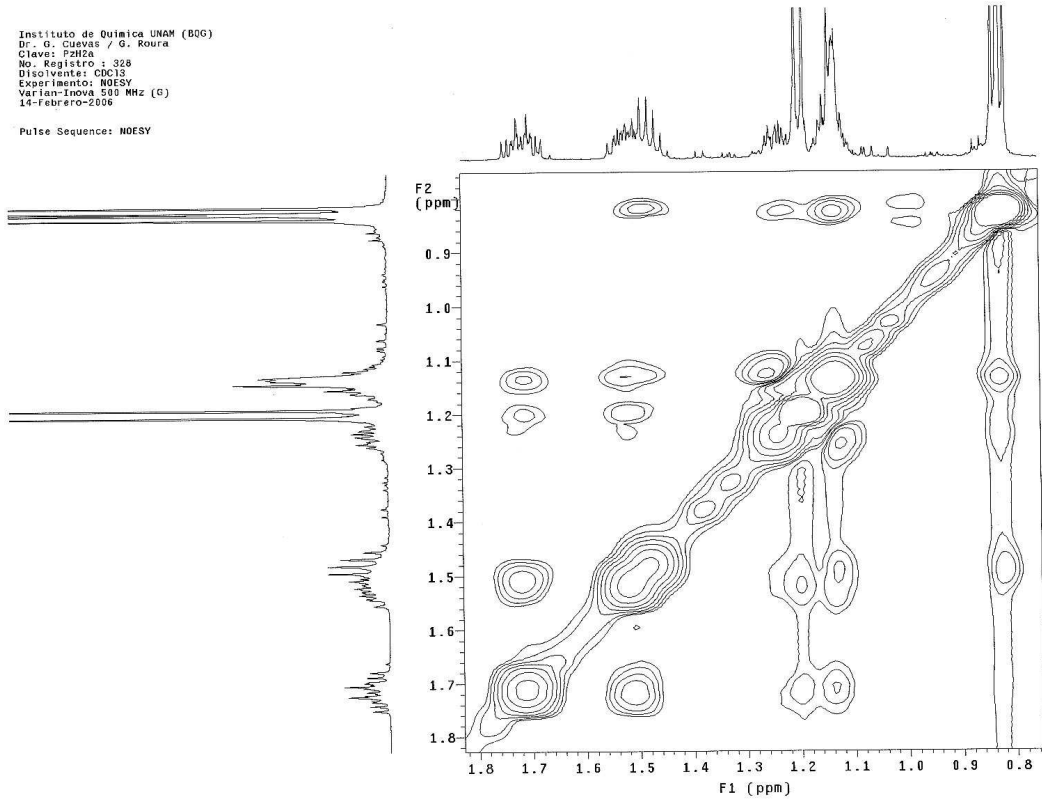 Instituto de Quimica UNAM (BQG)
Dr. G. Cuevas / G. Roura
Clave: PzH2a
No. Registro : 328
Disolvente: CDCl3
Experimento: NOESY
Varian-Inova 500 MHz (G)
14-Febrero-2006
Pulse Sequence: NOESY
F2
(ppm)
0.9
1.0
1.1
1.2
1.3
1.4
1.5
1.6
1.7
1.8
1.8 1.7 1.6 1.5 1.4 1.3 1.2 1.1 1.0 0.9 0.8
F1 (ppm)